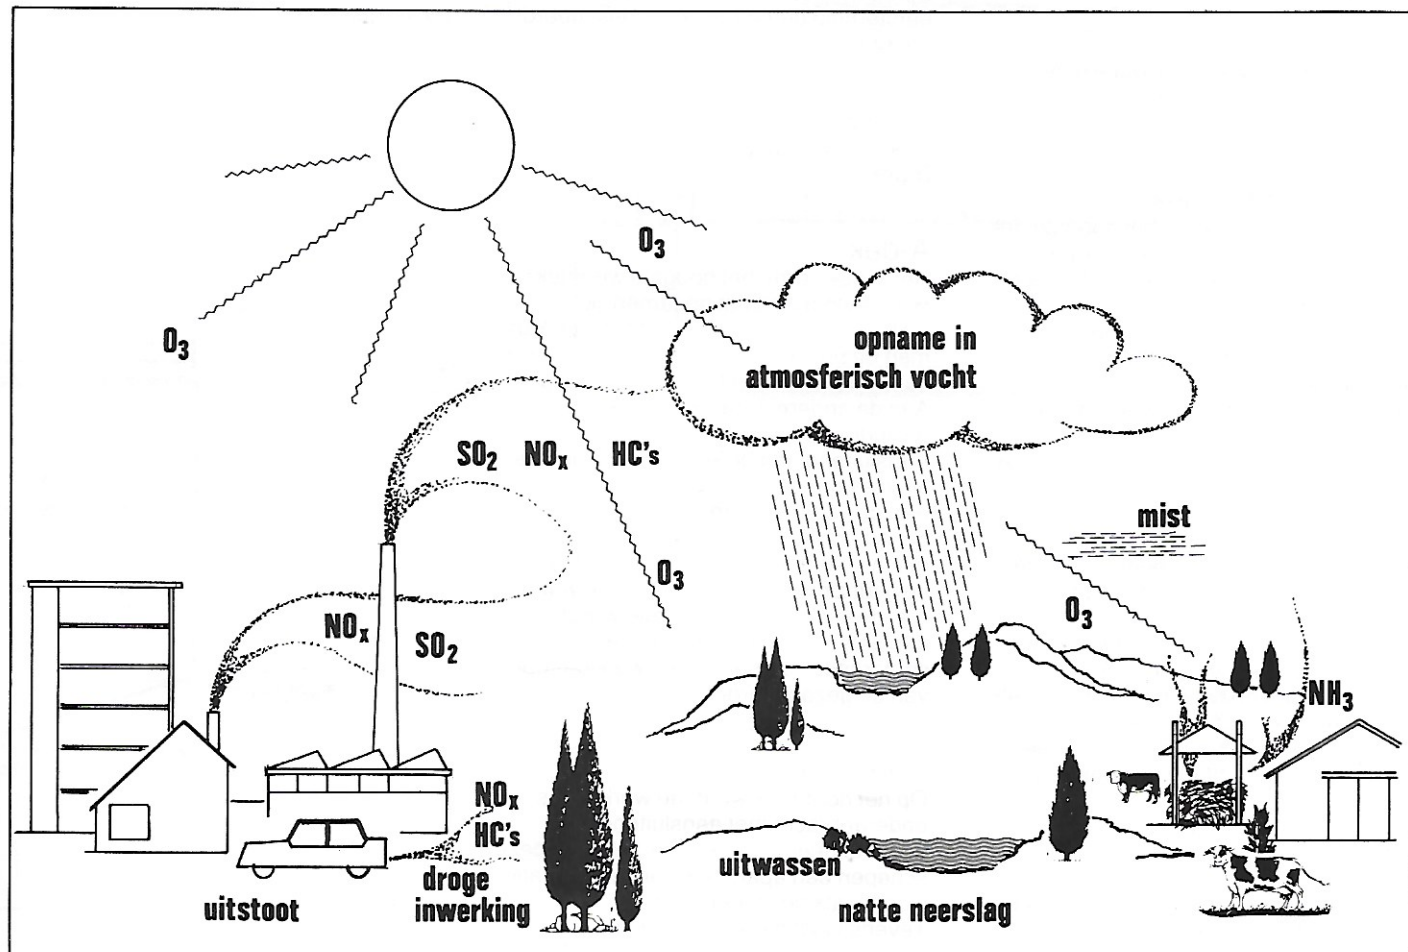 O₃
O₃
opname in
atmosferisch vocht
SO₂ NOₓ HC's
mist
O₃
O₃
NOₓ
SO₂
NH₃
NOₓ
HC's
droge
inwerking
uitstoot
uitwassen
natte neerslag